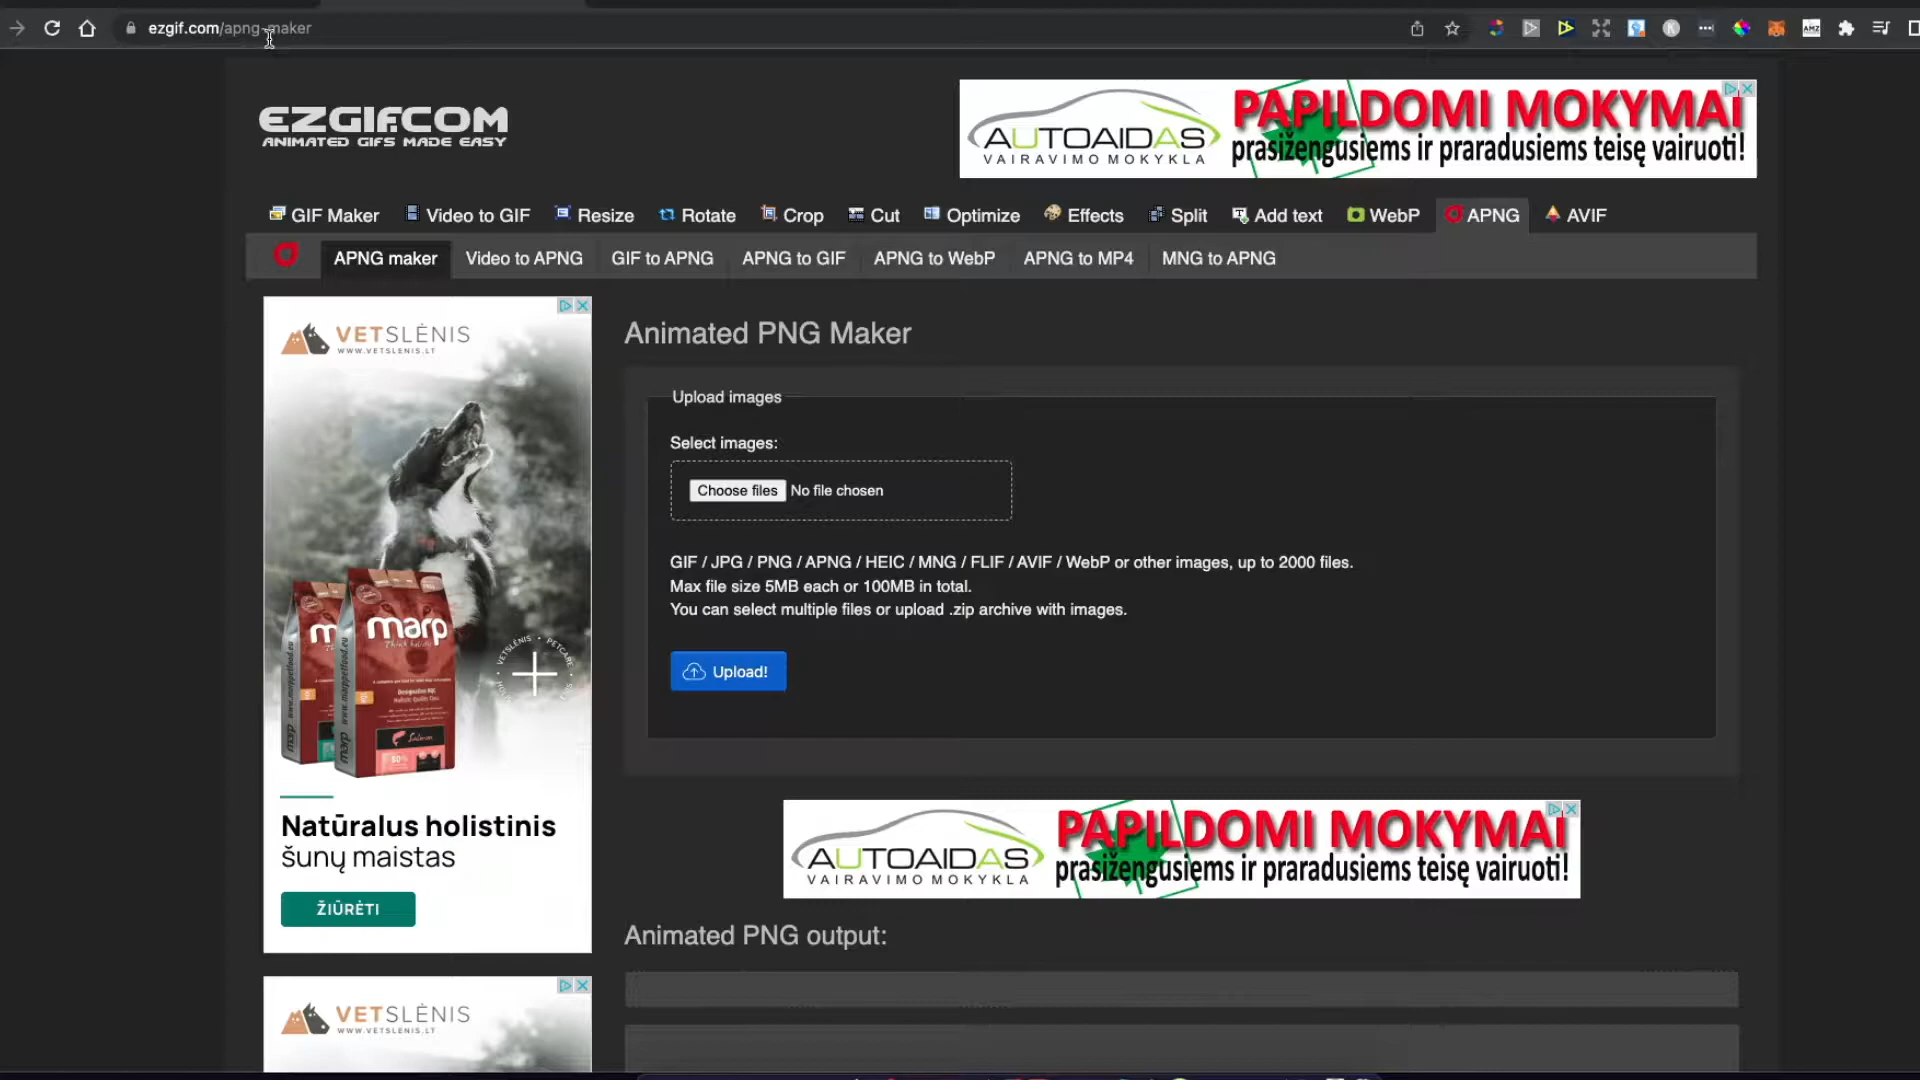 ezgif.com/apng-maker
EZGIF.COM
ANIMATED GIFS MADE EASY
AUTOAIDAS
VAIRAVIMO MOKYKLA
PAPILDOMI MOKYMAI
prasižengusiems ir praradusiems teisę vairuoti!
GIF Maker
Video to GIF
Resize
Rotate
Crop
Cut
Optimize
Effects
Split
Add text
WebP
APNG
AVIF
APNG maker
Video to APNG
GIF to APNG
APNG to GIF
APNG to WebP
APNG to MP4
MNG to APNG
VETSLĖNIS
WWW.VETSLENIS.LT
marp
Natūralus holistinis
šunų maistas
ŽIŪRĖTI
VETSLĖNIS
WWW.VETSLENIS.LT
Animated PNG Maker
Upload images
Select images:
Choose files No file chosen
GIF / JPG / PNG / APNG / HEIC / MNG / FLIF / AVIF / WebP or other images, up to 2000 files.
Max file size 5MB each or 100MB in total.
You can select multiple files or upload .zip archive with images.
Upload!
AUTOAIDAS
VAIRAVIMO MOKYKLA
PAPILDOMI MOKYMAI
prasižengusiems ir praradusiems teisę vairuoti!
Animated PNG output: